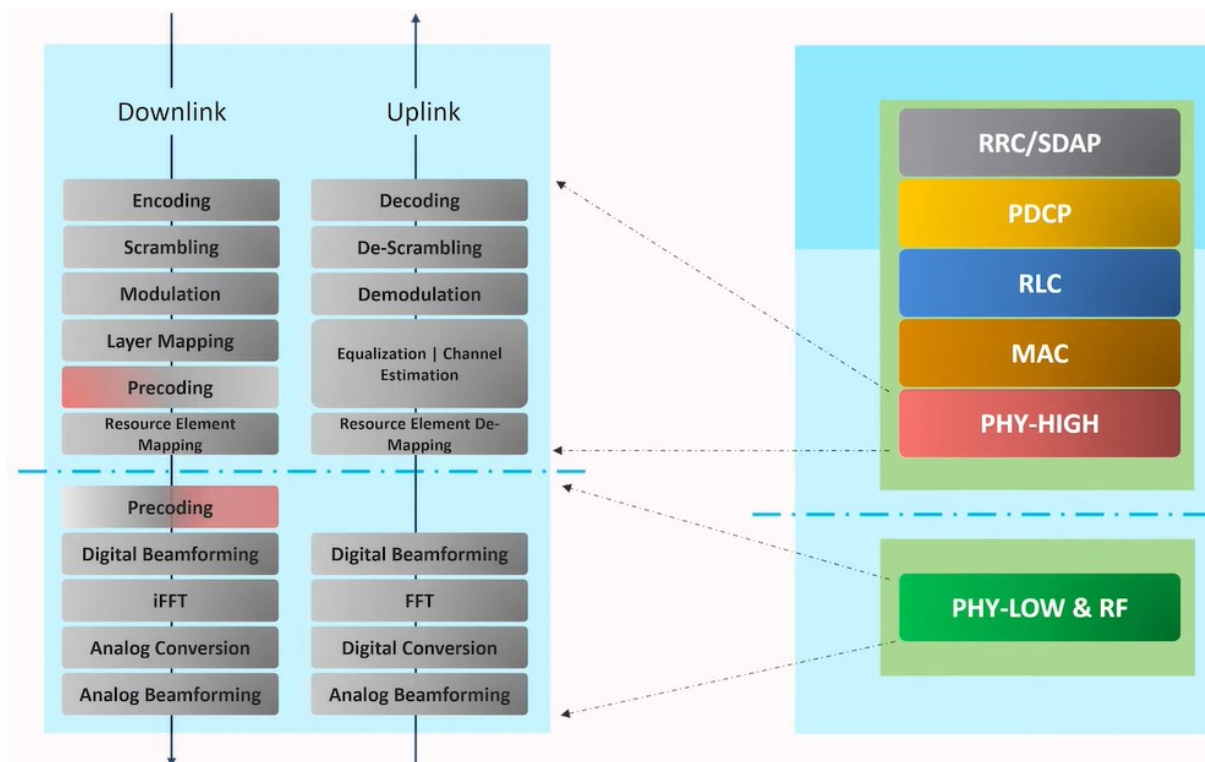 Downlink
Encoding
Scrambling
Modulation
Layer Mapping
Precoding
Resource Element
Mapping
Precoding
Digital Beamforming
iFFT
Analog Conversion
Analog Beamforming
Uplink
Decoding
De-Scrambling
Demodulation
Equalization | Channel
Estimation
Resource Element De-
Mapping
Digital Beamforming
FFT
Digital Conversion
Analog Beamforming
RRC/SDAP
PDCP
RLC
MAC
PHY-HIGH
PHY-LOW & RF